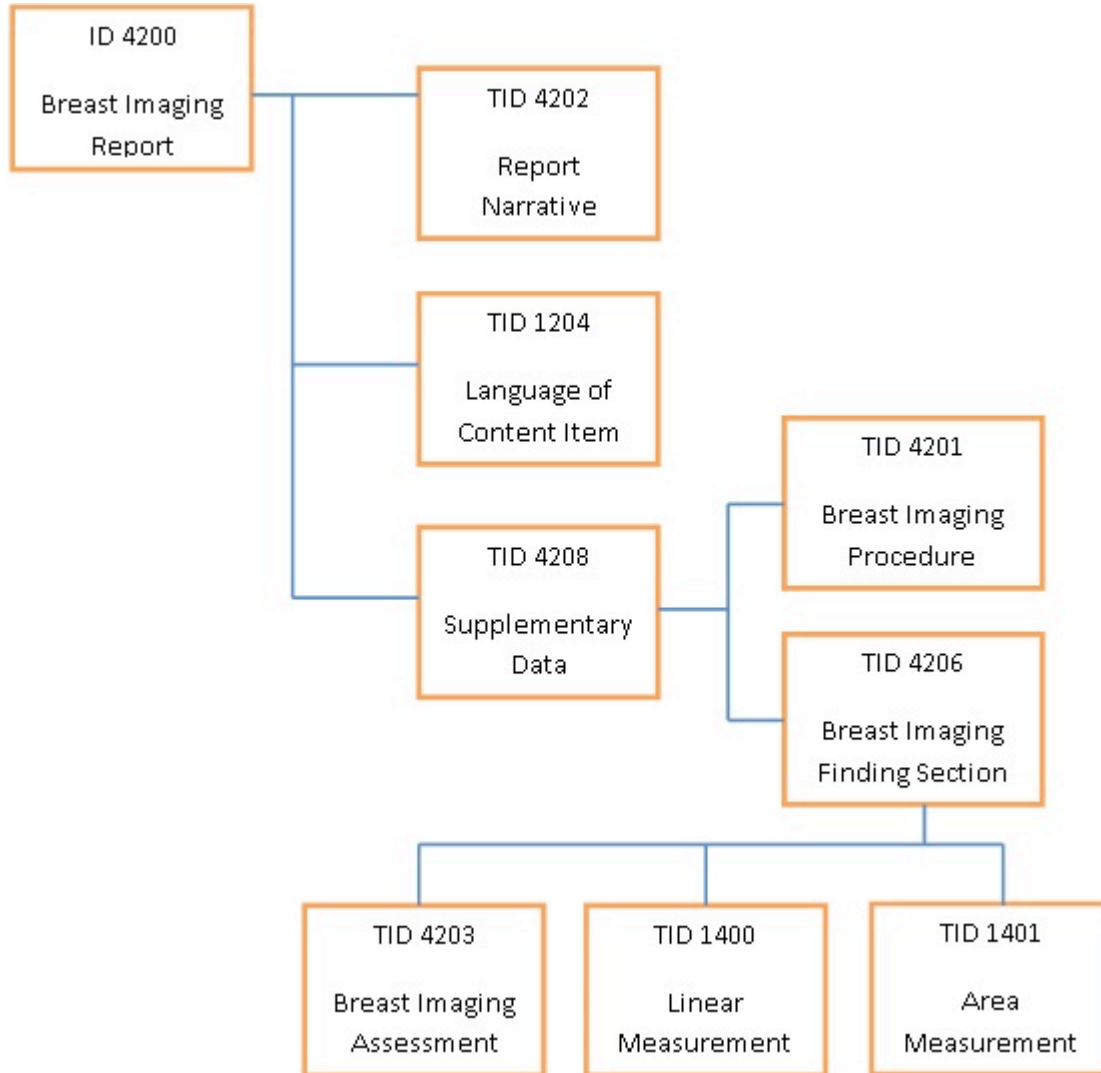 ID 4200
Breast Imaging
Report
TID 4202
Report
Narrative
TID 1204
Language of
Content Item
TID 4208
Supplementary
Data
TID 4201
Breast Imaging
Procedure
TID 4206
Breast Imaging
Finding Section
TID 4203
Breast Imaging
Assessment
TID 1400
Linear
Measurement
TID 1401
Area
Measurement